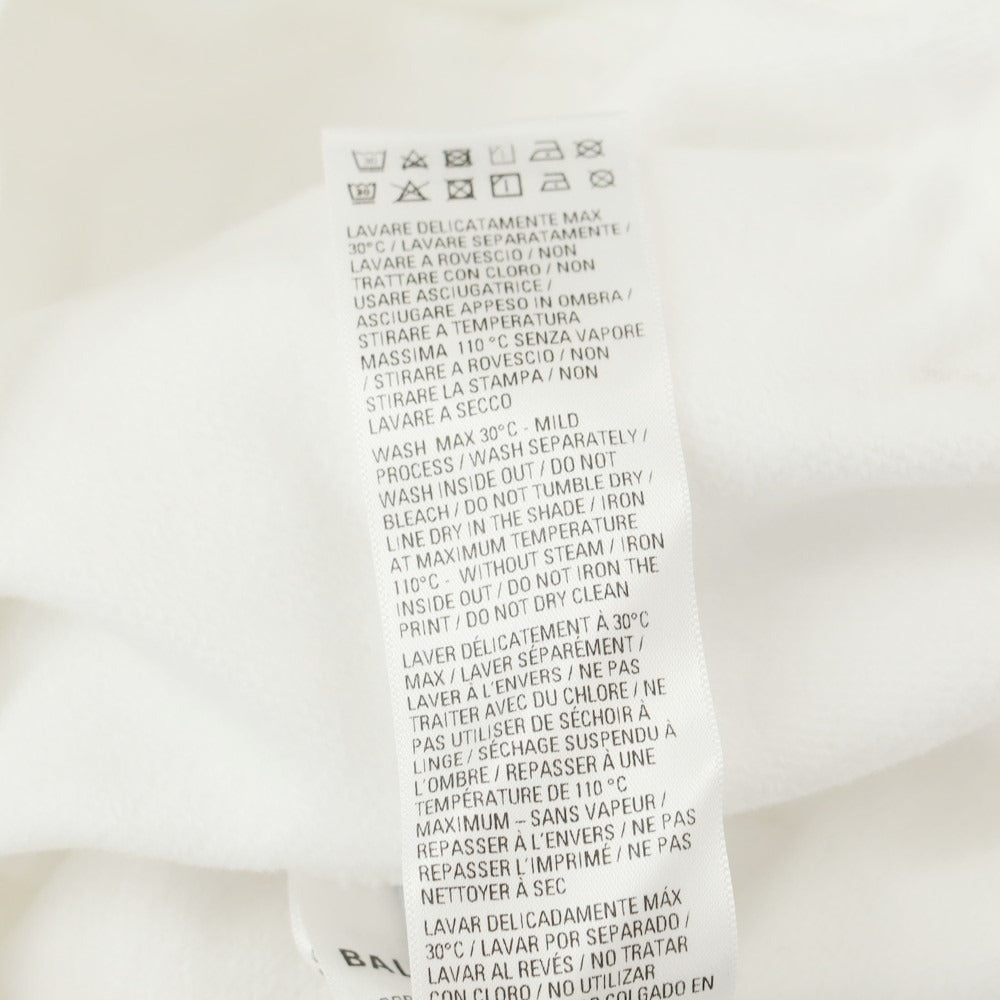 LAVARE DELICATAMENTE MAX
30°C / LAVARE SEPARATAMENTE /
LAVARE A ROVESCIO / NON
TRATTARE CON CLORO / NON
USARE ASCIUGATRICE /
ASCIUGARE APPESO IN OMBRA /
STIRARE A TEMPERATURA
MASSIMA 110 °C SENZA VAPORE
/ STIRARE A ROVESCIO / NON
STIRARE LA STAMPA / NON
LAVARE A SECCO
WASH MAX 30°C - MILD
PROCESS / WASH SEPARATELY /
WASH INSIDE OUT / DO NOT
BLEACH / DO NOT TUMBLE DRY /
LINE DRY IN THE SHADE / IRON
AT MAXIMUM TEMPERATURE
110°C - WITHOUT STEAM / IRON
INSIDE OUT / DO NOT IRON THE
PRINT / DO NOT DRY CLEAN
LAVER DÉLICATEMENT À 30°C
MAX / LAVER SÉPARÉMENT /
LAVER À L'ENVERS / NE PAS
TRAITER AVEC DU CHLORE / NE
PAS UTILISER DE SÉCHOIR À
LINGE / SÉCHAGE SUSPENDU À
L'OMBRE / REPASSER À UNE
TEMPÉRATURE DE 110 °C
MAXIMUM – SANS VAPEUR /
REPASSER À L'ENVERS / NE PAS
REPASSER L'IMPRIMÉ / NE PAS
NETTOYER À SEC
LAVAR DELICADAMENTE MÁX
30°C / LAVAR POR SEPARADO /
LAVAR AL REVÉS / NO TRATAR
CON CLORO / NO UTILIZAR
COLGADO EN
BAL